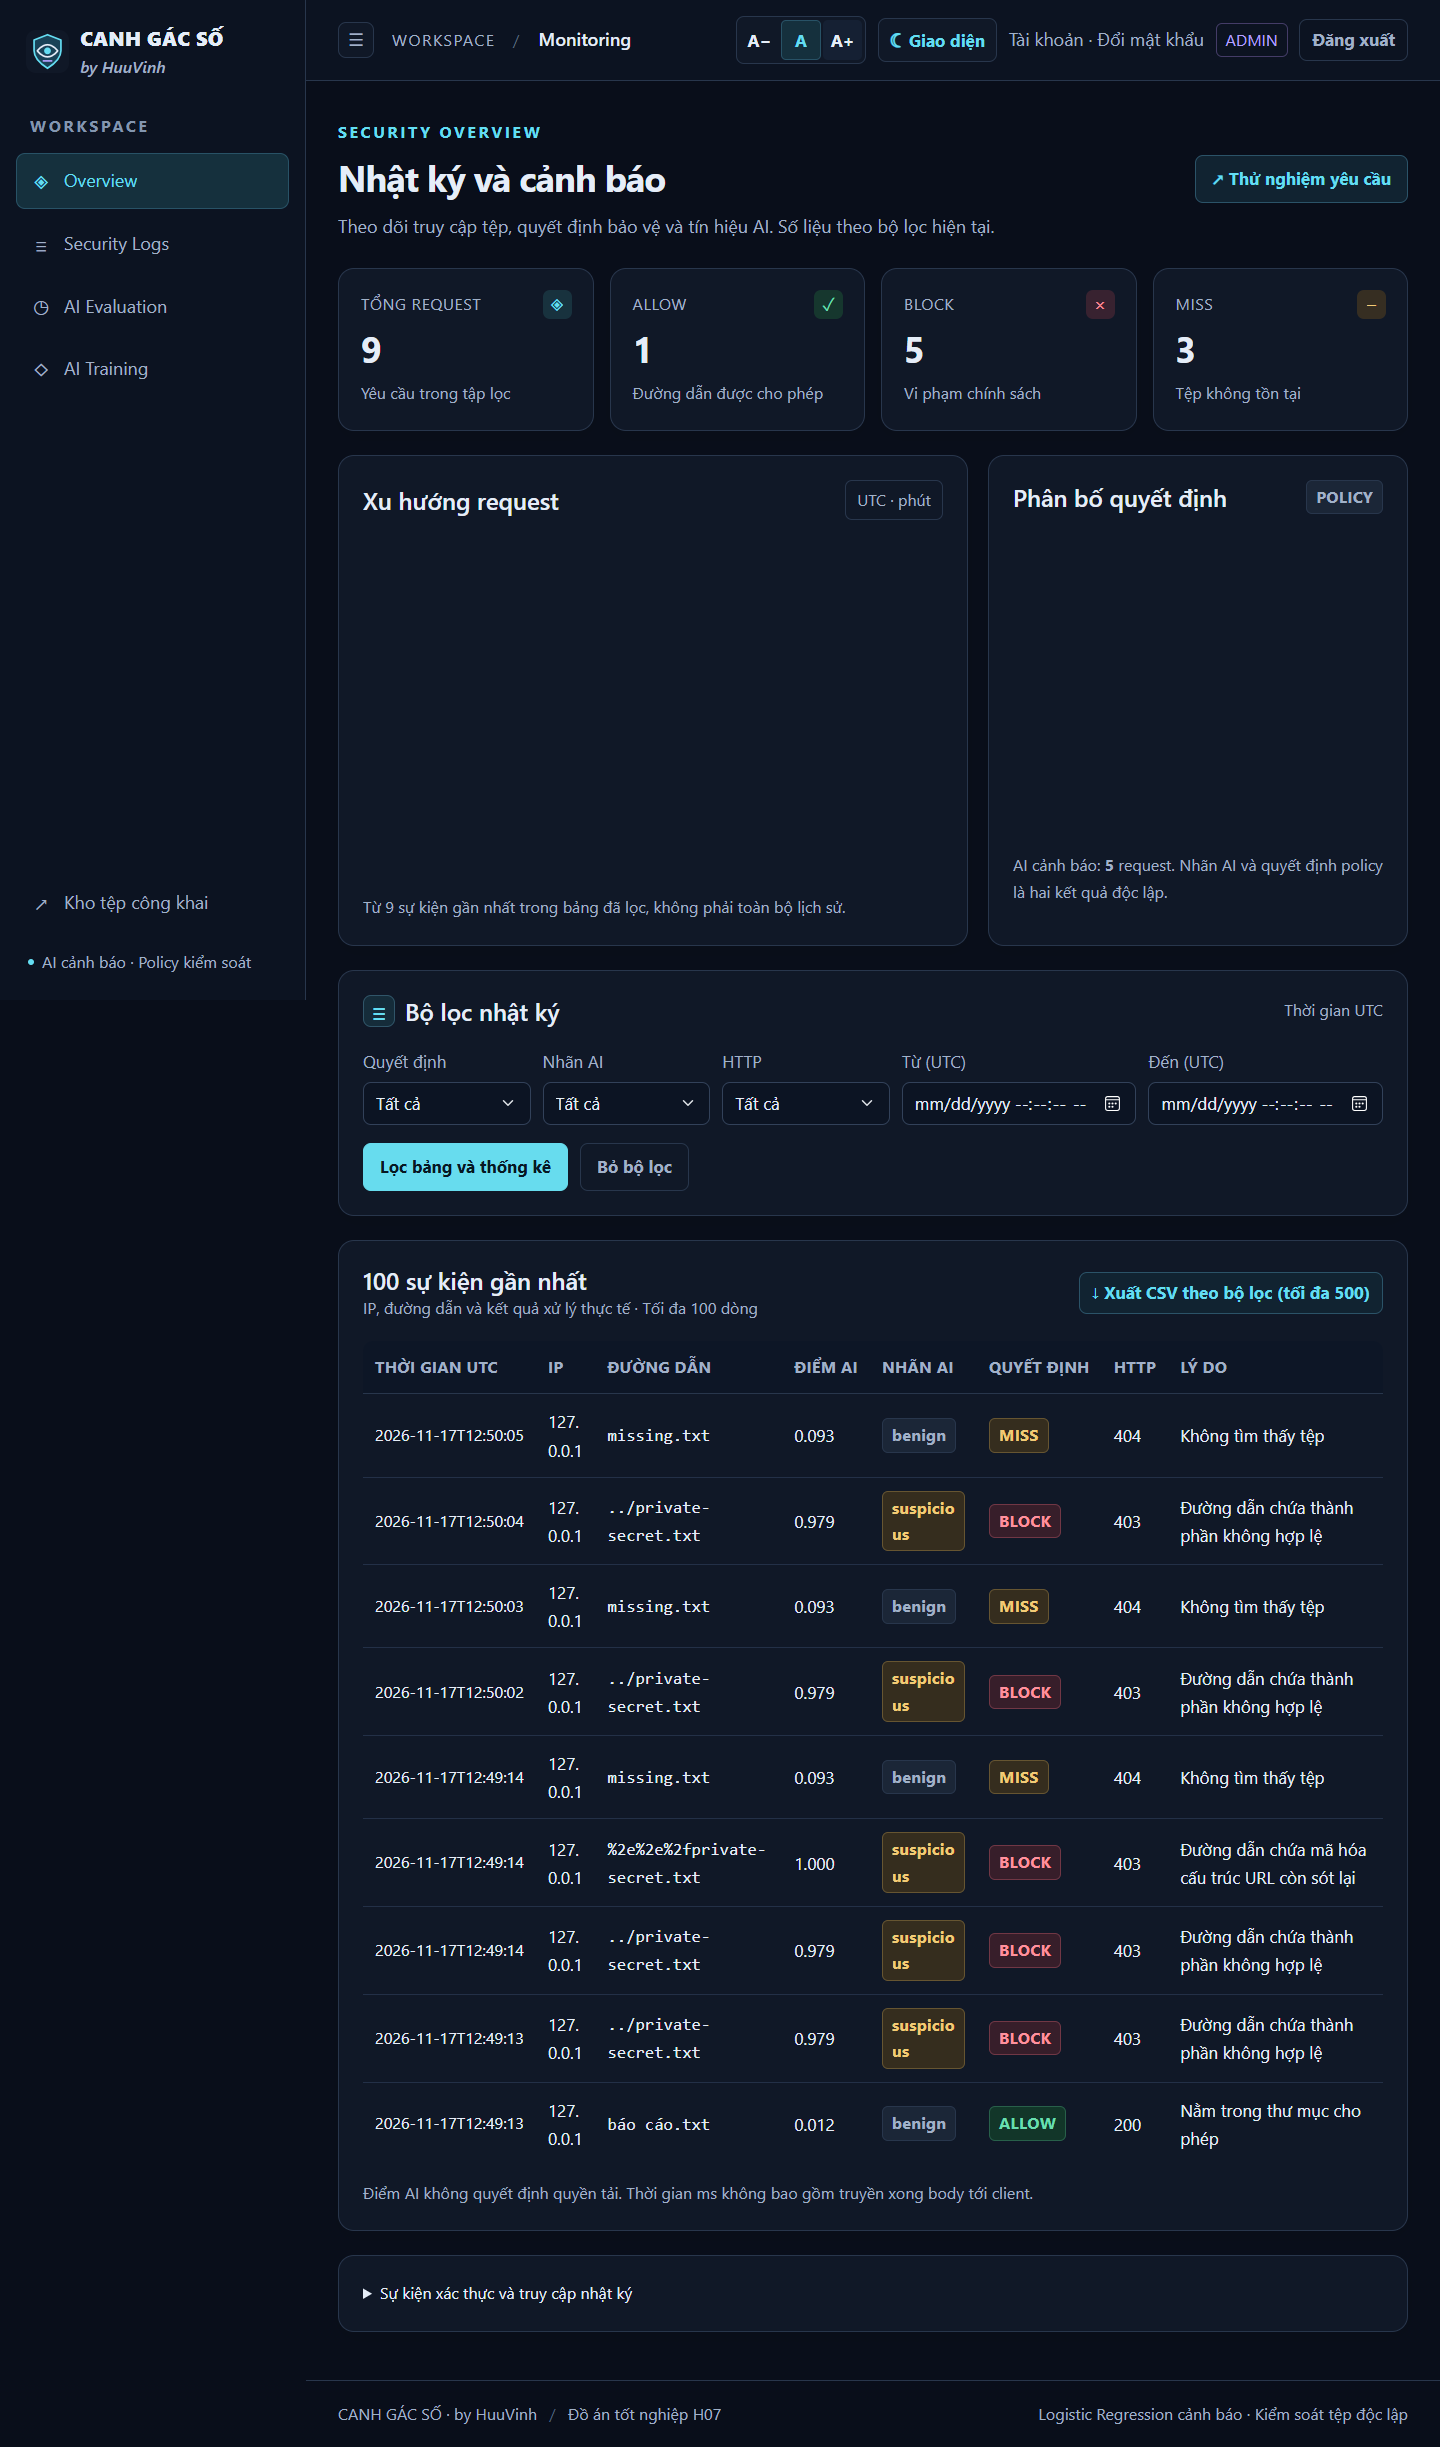 CANH GÁC SỐ
by HuuVinh
WORKSPACE
Overview
Security Logs
AI Evaluation
AI Training
Kho tệp công khai
AI cảnh báo · Policy kiểm soát
☰ WORKSPACE / Monitoring A− A A+ ☾ Giao diện Tài khoản · Đổi mật khẩu ADMIN Đăng xuất
SECURITY OVERVIEW
Nhật ký và cảnh báo
↗ Thử nghiệm yêu cầu
Theo dõi truy cập tệp, quyết định bảo vệ và tín hiệu AI. Số liệu theo bộ lọc hiện tại.
TỔNG REQUEST
9
Yêu cầu trong tập lọc
ALLOW
1
Đường dẫn được cho phép
BLOCK
5
Vi phạm chính sách
MISS
3
Tệp không tồn tại
Xu hướng request UTC · phút
Từ 9 sự kiện gần nhất trong bảng đã lọc, không phải toàn bộ lịch sử.
Phân bố quyết định POLICY
AI cảnh báo: 5 request. Nhãn AI và quyết định policy
là hai kết quả độc lập.
Bộ lọc nhật ký Thời gian UTC
Quyết định Nhãn AI HTTP Từ (UTC) Đến (UTC)
Tất cả Tất cả Tất cả mm/dd/yyyy --:--:-- -- mm/dd/yyyy --:--:-- --
Lọc bảng và thống kê Bỏ bộ lọc
100 sự kiện gần nhất
IP, đường dẫn và kết quả xử lý thực tế · Tối đa 100 dòng
↓ Xuất CSV theo bộ lọc (tối đa 500)
THỜI GIAN UTC IP ĐƯỜNG DẪN ĐIỂM AI NHÃN AI QUYẾT ĐỊNH HTTP LÝ DO
2026-11-17T12:50:05 127.
0.0.1 missing.txt 0.093 benign MISS 404 Không tìm thấy tệp
2026-11-17T12:50:04 127.
0.0.1 ../private-
secret.txt 0.979 suspicio
us BLOCK 403 Đường dẫn chứa thành
phần không hợp lệ
2026-11-17T12:50:03 127.
0.0.1 missing.txt 0.093 benign MISS 404 Không tìm thấy tệp
2026-11-17T12:50:02 127.
0.0.1 ../private-
secret.txt 0.979 suspicio
us BLOCK 403 Đường dẫn chứa thành
phần không hợp lệ
2026-11-17T12:49:14 127.
0.0.1 missing.txt 0.093 benign MISS 404 Không tìm thấy tệp
2026-11-17T12:49:14 127.
0.0.1 %2e%2e%2fprivate-
secret.txt 1.000 suspicio
us BLOCK 403 Đường dẫn chứa mã hóa
cấu trúc URL còn sót lại
2026-11-17T12:49:14 127.
0.0.1 ../private-
secret.txt 0.979 suspicio
us BLOCK 403 Đường dẫn chứa thành
phần không hợp lệ
2026-11-17T12:49:13 127.
0.0.1 ../private-
secret.txt 0.979 suspicio
us BLOCK 403 Đường dẫn chứa thành
phần không hợp lệ
2026-11-17T12:49:13 127.
0.0.1 báo cáo.txt 0.012 benign ALLOW 200 Nằm trong thư mục cho
phép
Điểm AI không quyết định quyền tải. Thời gian ms không bao gồm truyền xong body tới client.
▶ Sự kiện xác thực và truy cập nhật ký
CANH GÁC SỐ · by HuuVinh / Đồ án tốt nghiệp H07
Logistic Regression cảnh báo · Kiểm soát tệp độc lập